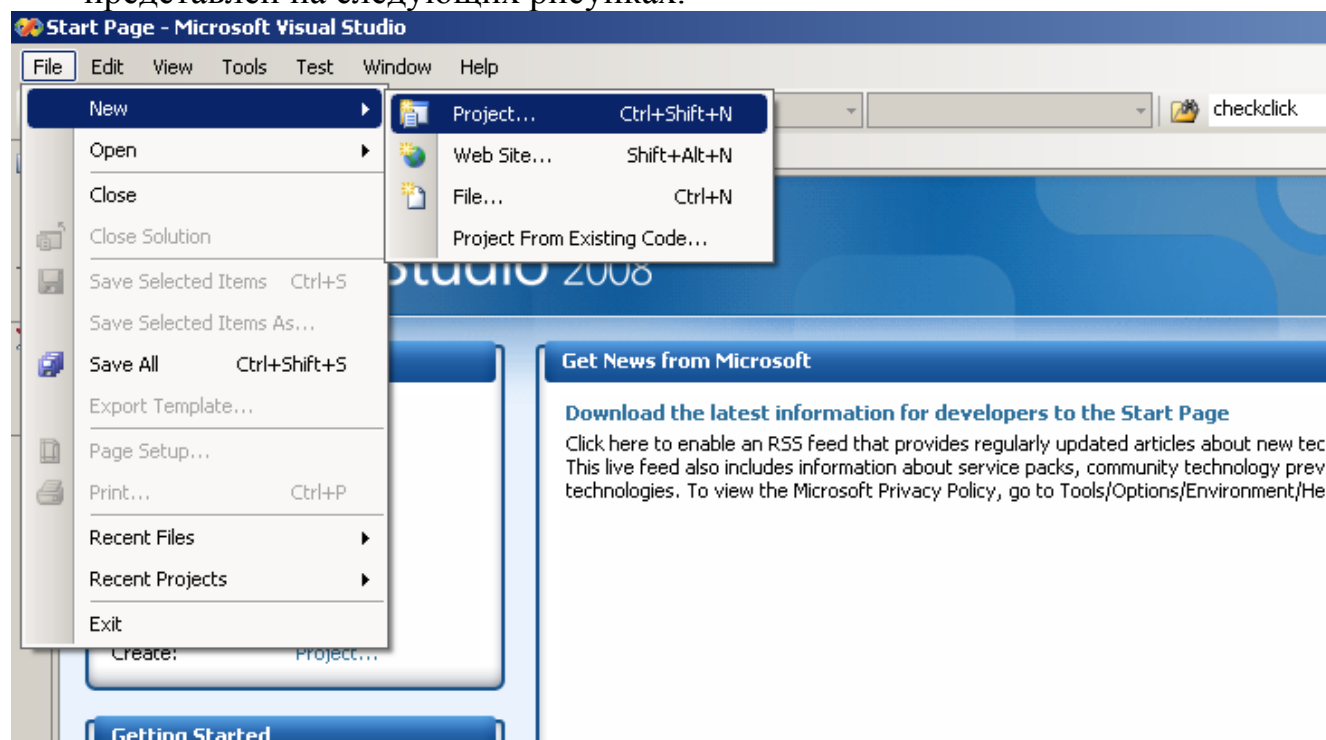 представлен на следующих рисунках.
Start Page - Microsoft Visual Studio
File Edit View Tools Test Window Help
New
Project... Ctrl+Shift+N
checkclick
Open
Web Site... Shift+Alt+N
Close
File... Ctrl+N
Close Solution
Project From Existing Code...
Save Selected Items Ctrl+S
Studio 2008
Save Selected Items As...
Save All Ctrl+Shift+S
Get News from Microsoft
Export Template...
Download the latest information for developers to the Start Page
Page Setup...
Click here to enable an RSS feed that provides regularly updated articles about new tec
This live feed also includes information about service packs, community technology prev
Print... Ctrl+P
technologies. To view the Microsoft Privacy Policy, go to Tools/Options/Environment/He
Recent Files
Recent Projects
Exit
Create: Project...
Getting Started